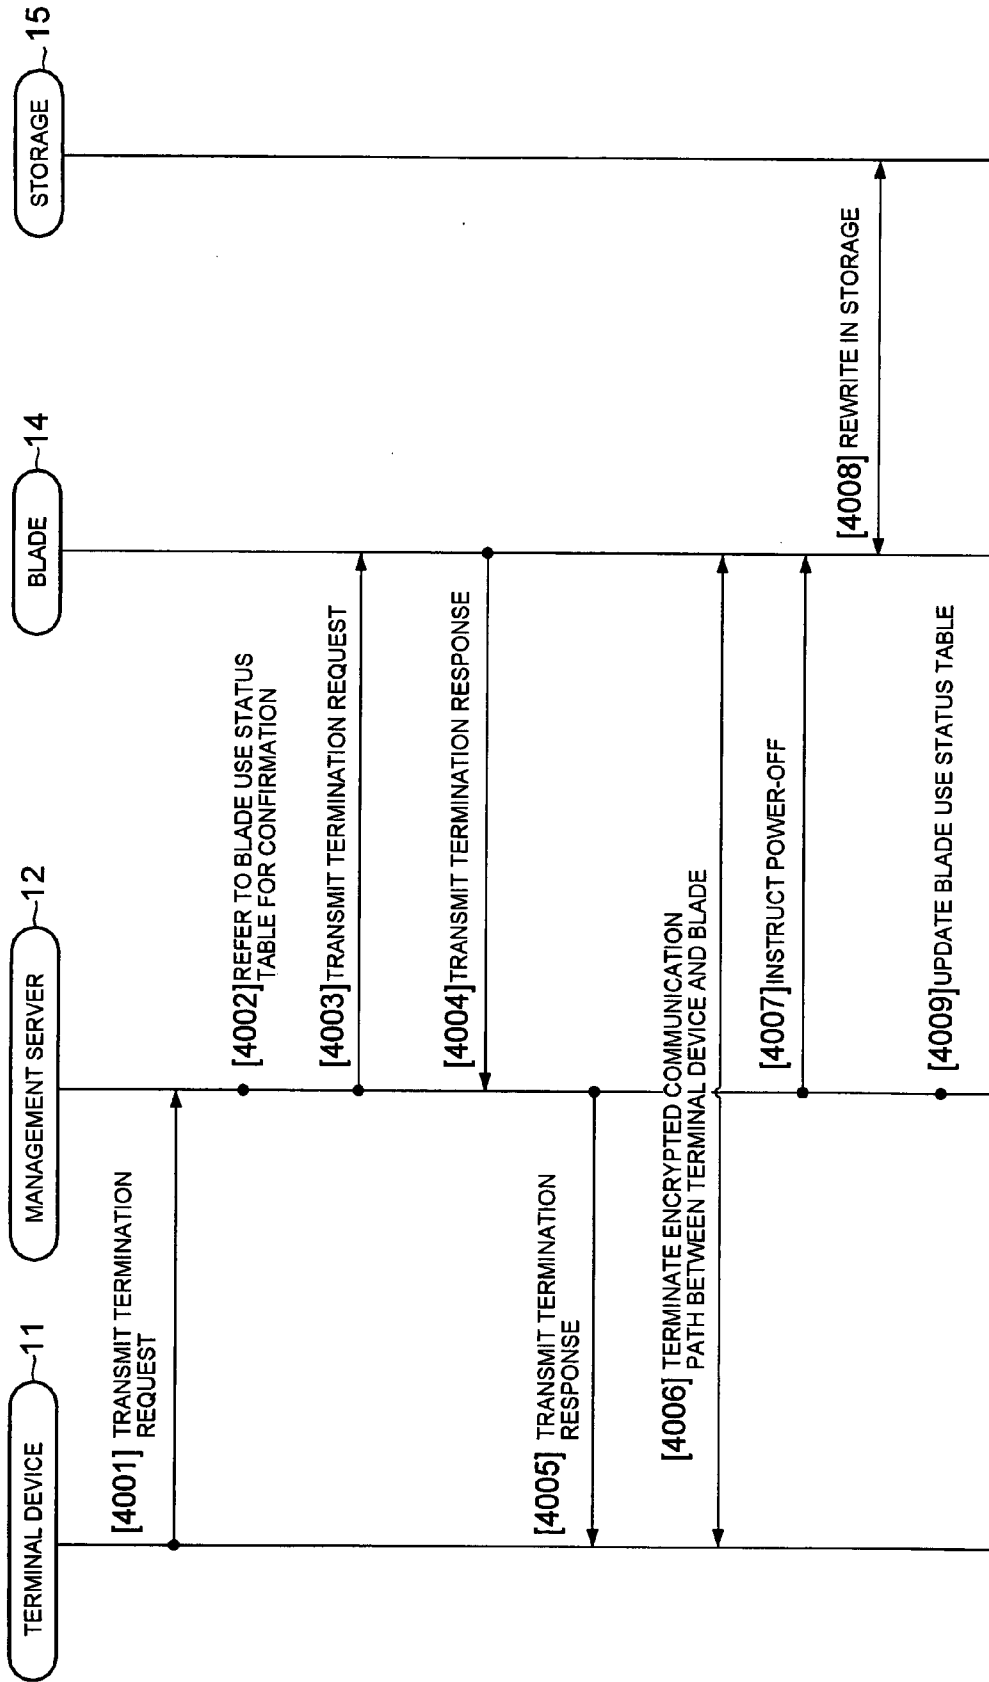 TERMINAL DEVICE
11
MANAGEMENT SERVER
12
BLADE
14
STORAGE
15
[4001] TRANSMIT TERMINATION
REQUEST
[4002] REFER TO BLADE USE STATUS
TABLE FOR CONFIRMATION
[4003] TRANSMIT TERMINATION REQUEST
[4004] TRANSMIT TERMINATION RESPONSE
[4005] TRANSMIT TERMINATION
RESPONSE
[4006] TERMINATE ENCRYPTED COMMUNICATION
PATH BETWEEN TERMINAL DEVICE AND BLADE
[4007] INSTRUCT POWER-OFF
[4008] REWRITE IN STORAGE
[4009] UPDATE BLADE USE STATUS TABLE